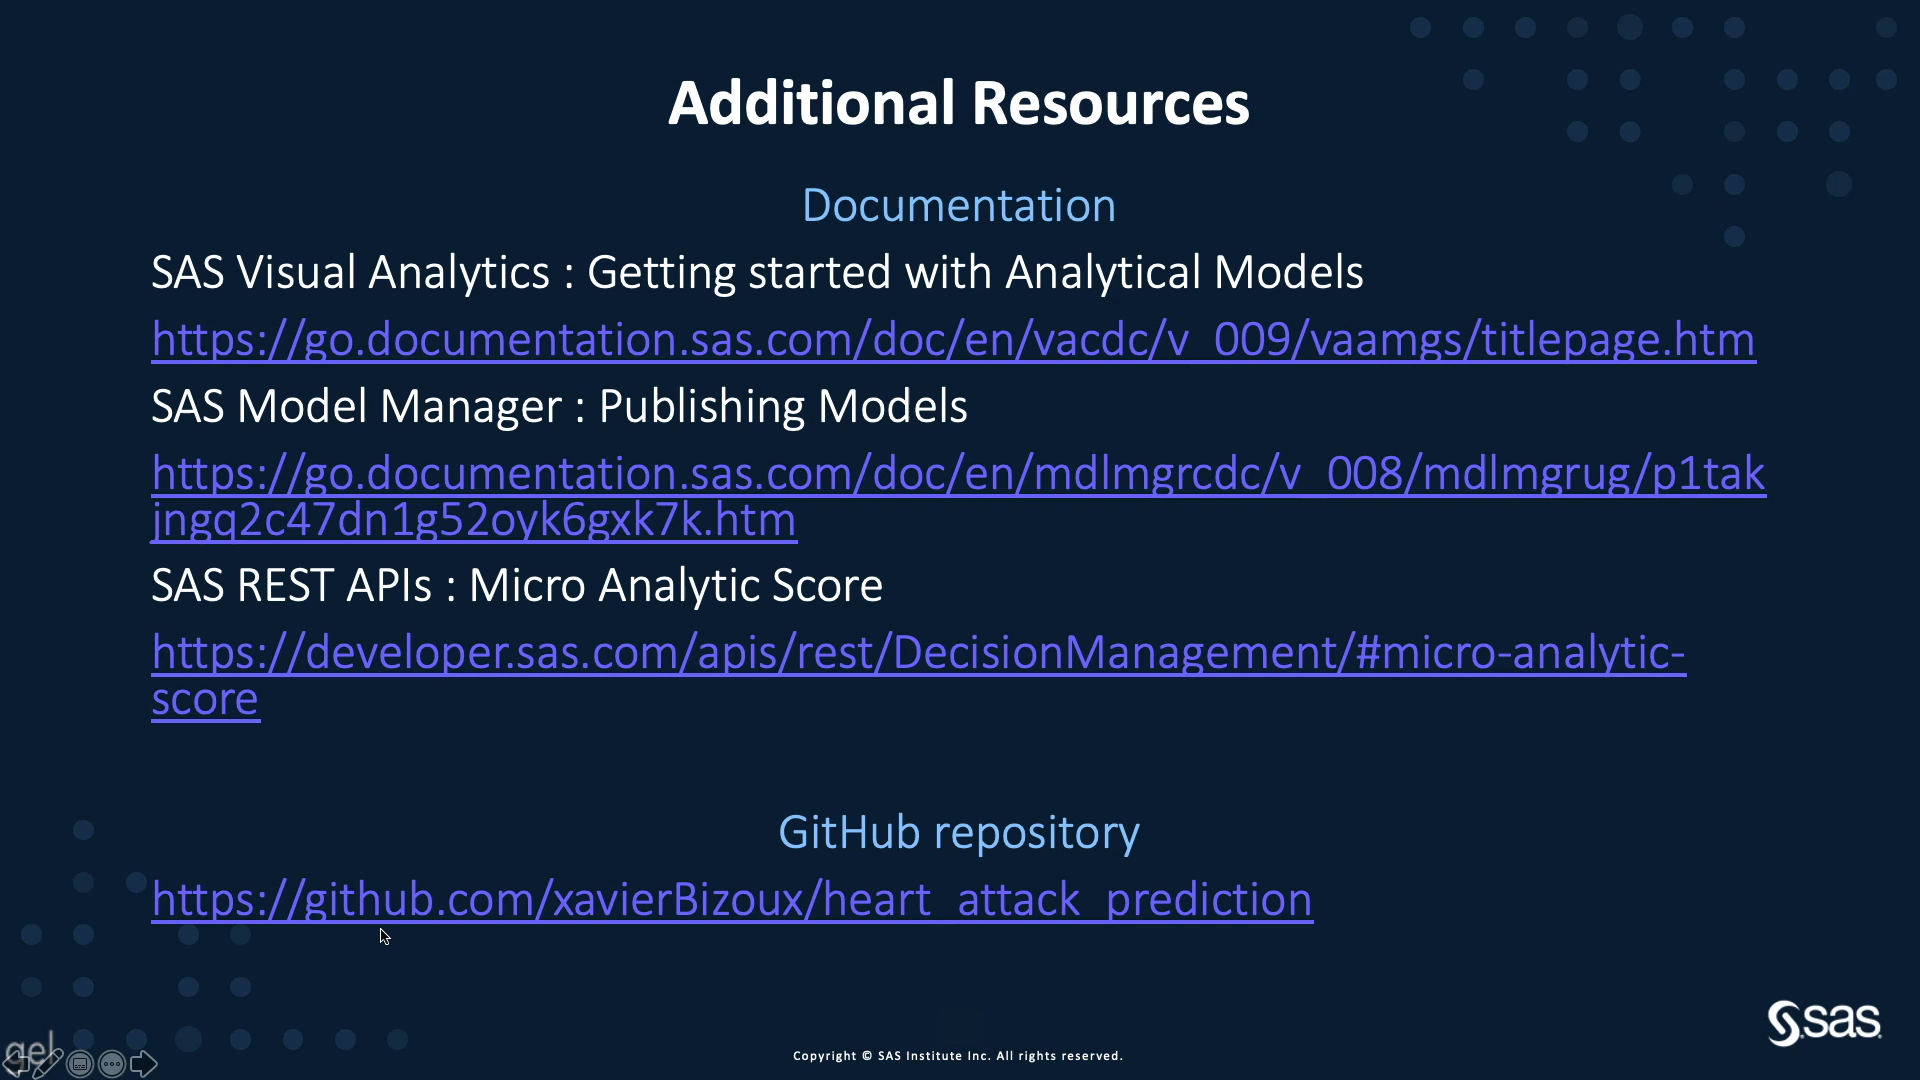 Additional Resources
Documentation
SAS Visual Analytics : Getting started with Analytical Models
https://go.documentation.sas.com/doc/en/vacdc/v_009/vaamgs/titlepage.htm
SAS Model Manager : Publishing Models
https://go.documentation.sas.com/doc/en/mdlmgrcdc/v_008/mdlmgrug/p1tak
jngq2c47dn1g52oyk6gxk7k.htm
SAS REST APIs : Micro Analytic Score
https://developer.sas.com/apis/rest/DecisionManagement/#micro-analytic-
score
GitHub repository
https://github.com/xavierBizoux/heart_attack_prediction
sas
gel
Copyright © SAS Institute Inc. All rights reserved.